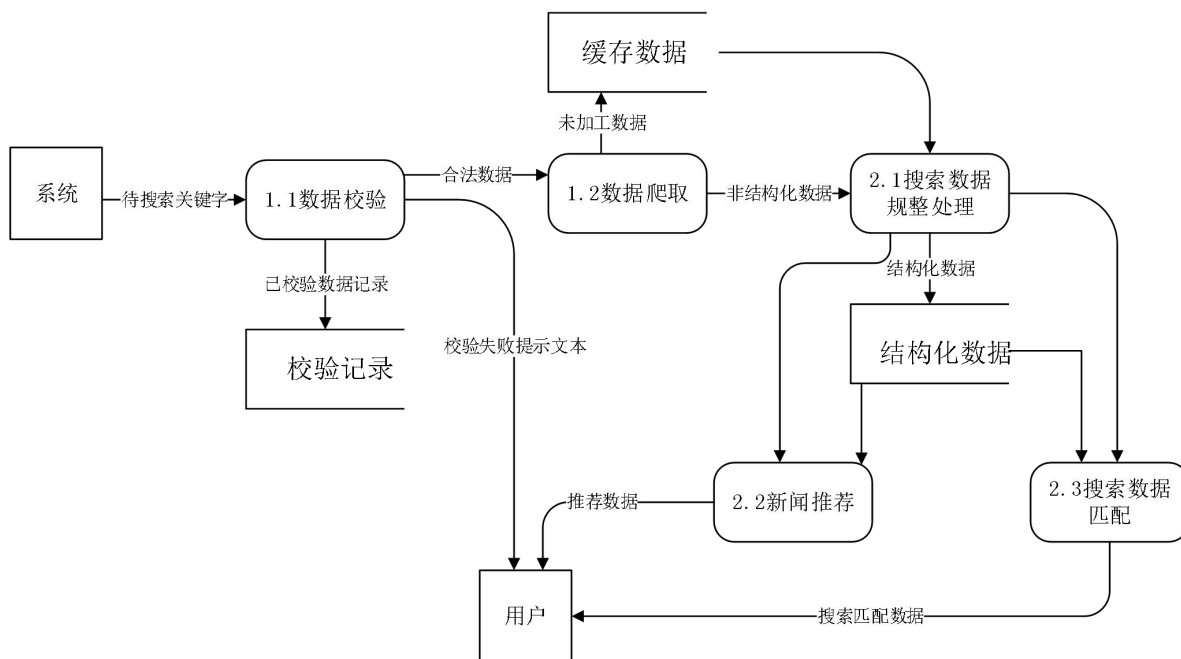 缓存数据
未加工数据
系统
待搜索关键字
1.1数据校验
合法数据
1.2数据爬取
非结构化数据
2.1搜索数据
规整处理
已校验数据记录
结构化数据
校验记录
校验失败提示文本
结构化数据
推荐数据
2.2新闻推荐
2.3搜索数据
匹配
用户
搜索匹配数据